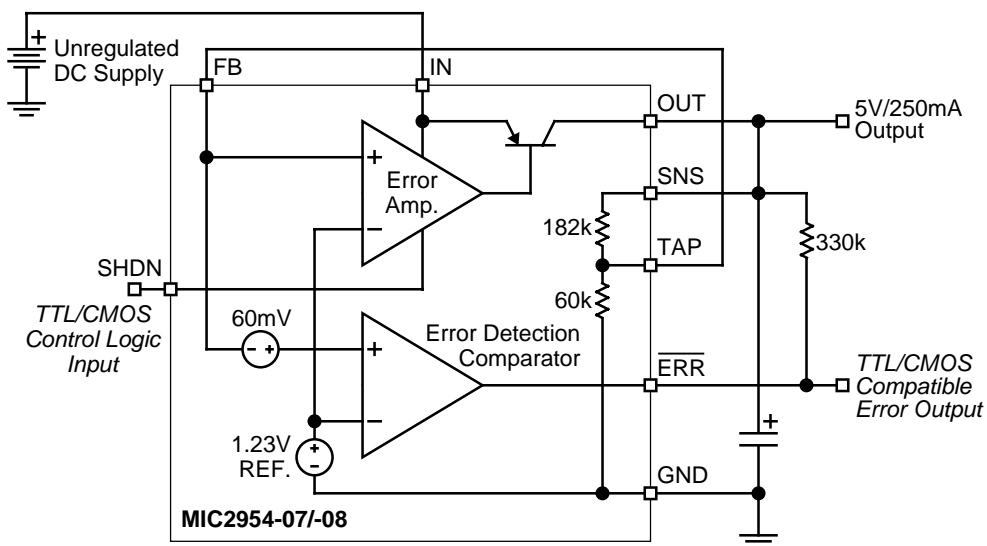 +
Unregulated
DC Supply
FB
IN
OUT
5V/250mA
Output
+
Error
Amp.
−
SNS
182k
330k
TAP
SHDN
60k
TTL/CMOS
Control Logic
Input
60mV
− +
+
Error Detection
Comparator
ERR
TTL/CMOS
Compatible
Error Output
−
+
1.23V
REF.
+
−
GND
MIC2954-07/-08